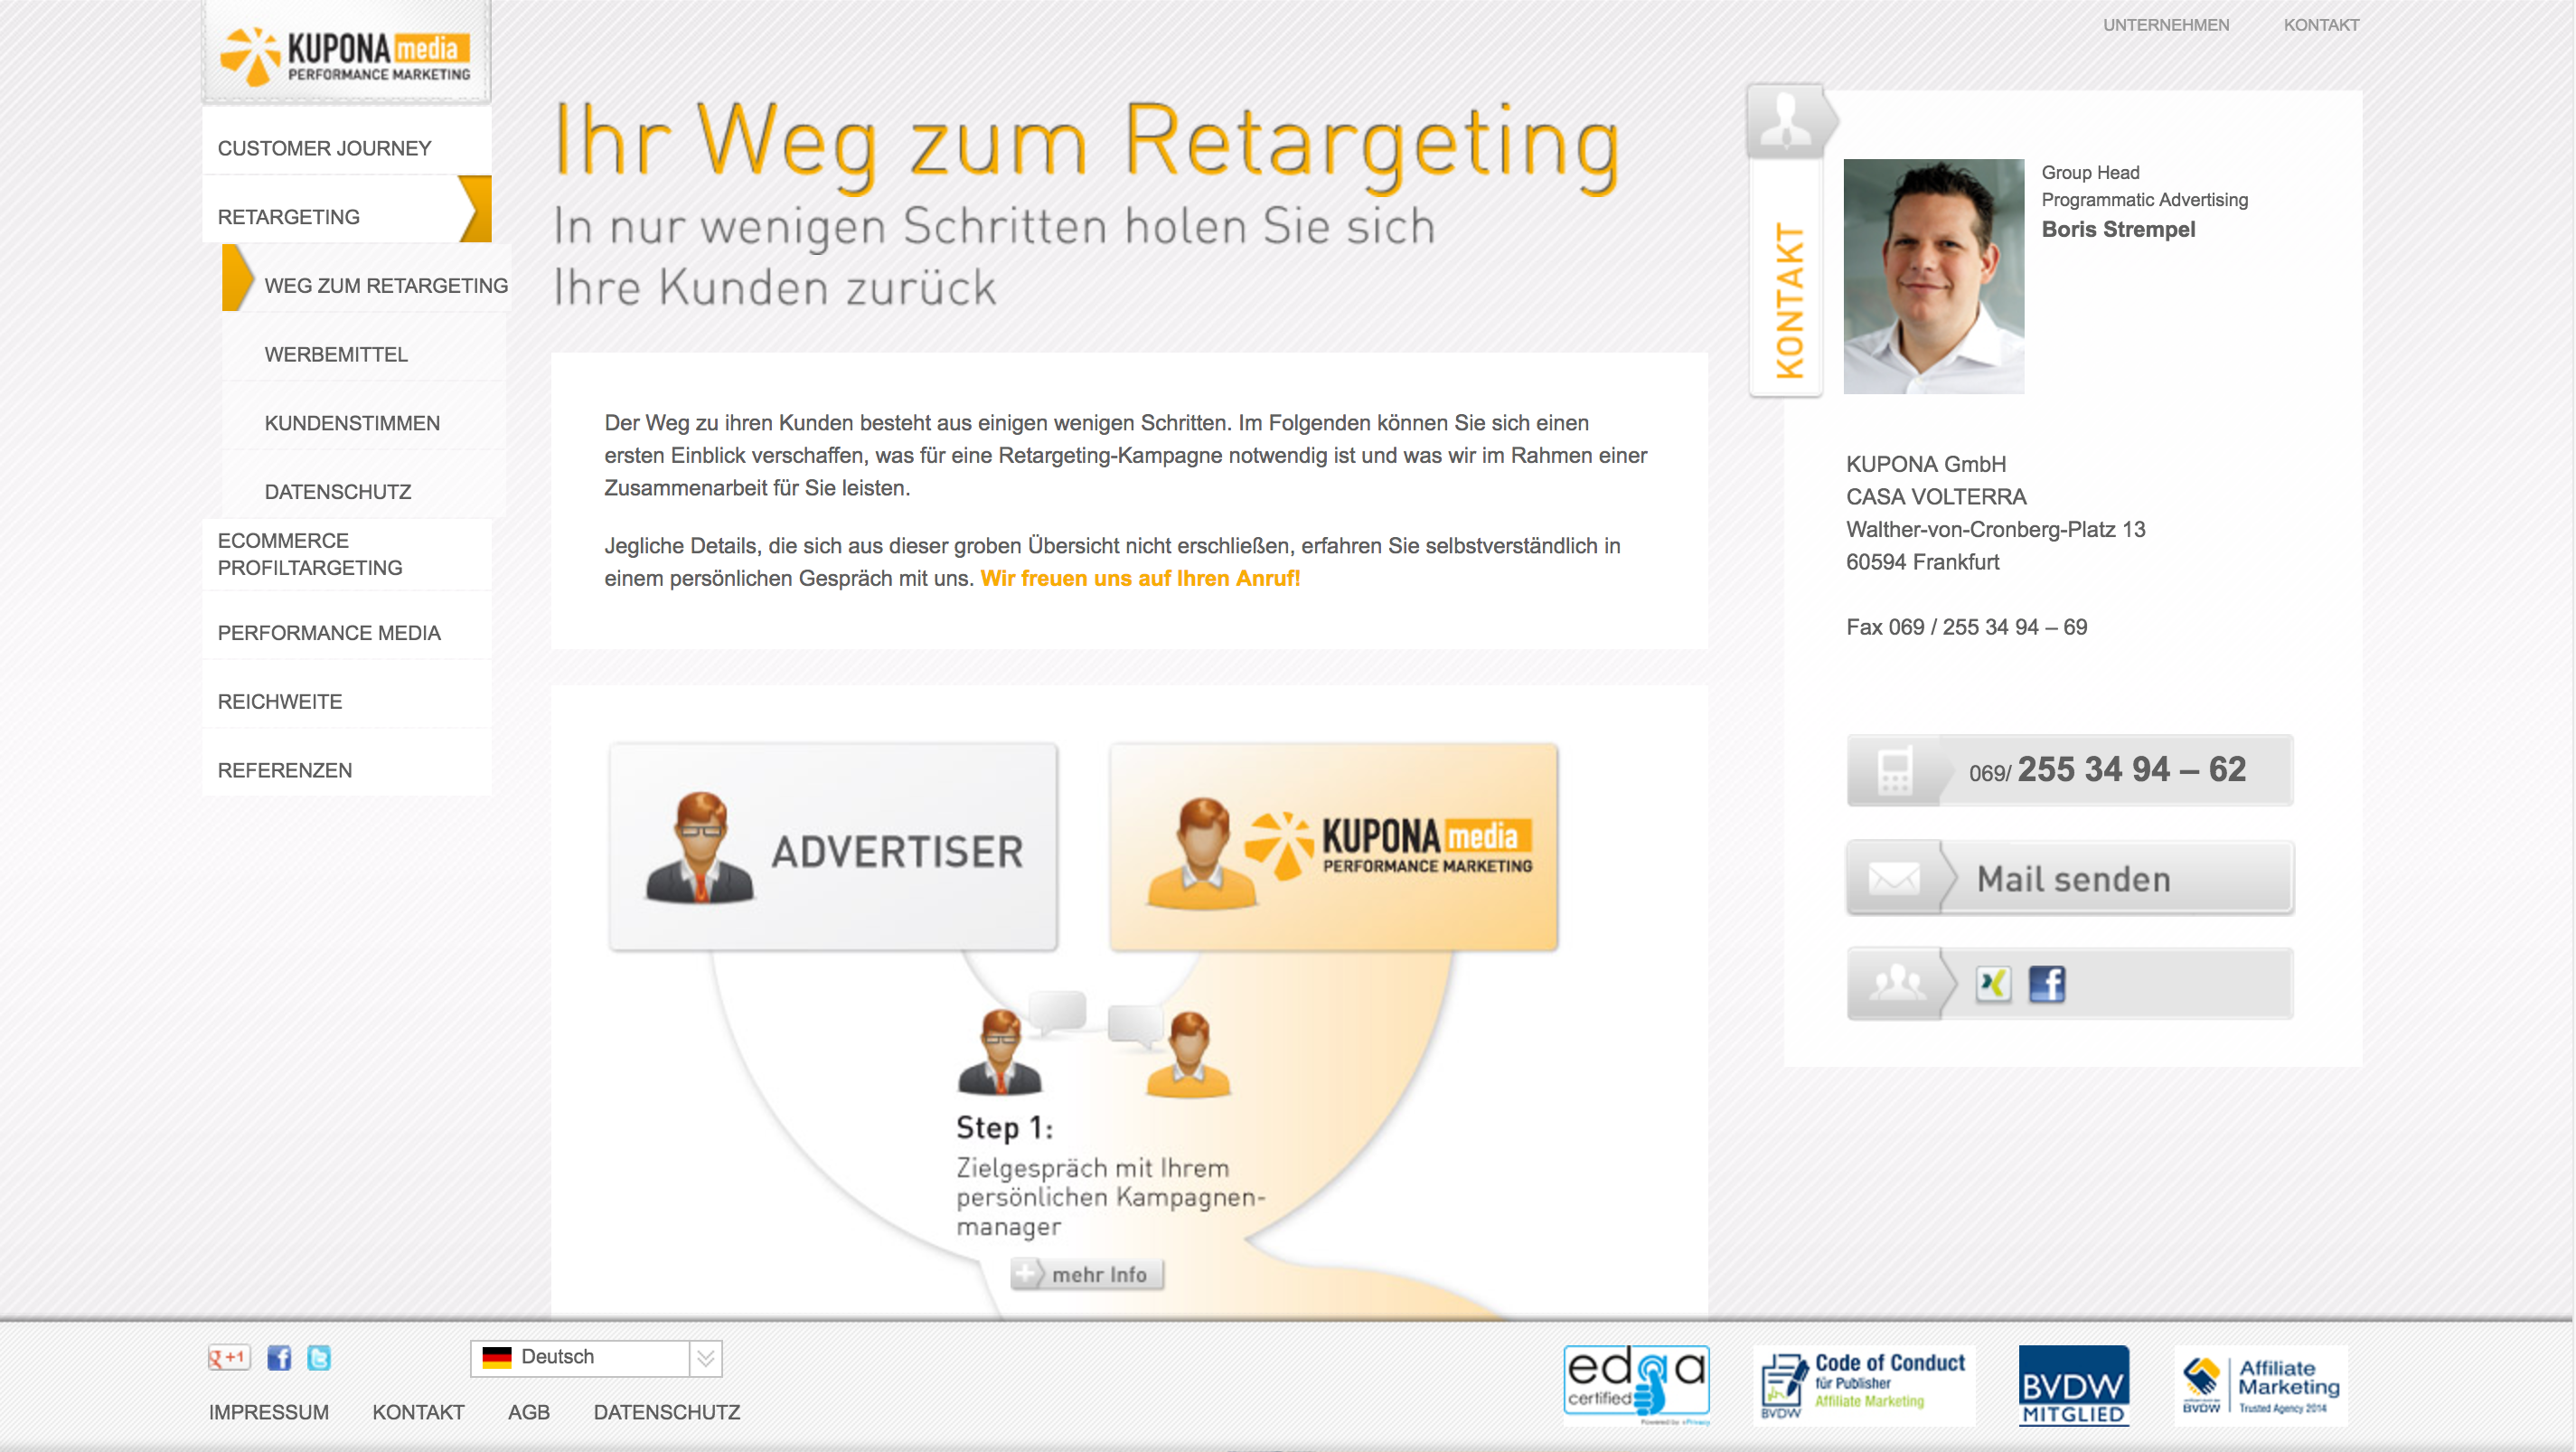 KUPONA media
PERFORMANCE MARKETING
UNTERNEHMEN
KONTAKT
CUSTOMER JOURNEY
RETARGETING
WEG ZUM RETARGETING
WERBEMITTEL
KUNDENSTIMMEN
DATENSCHUTZ
ECOMMERCE
PROFILTARGETING
PERFORMANCE MEDIA
REICHWEITE
REFERENZEN
Ihr Weg zum Retargeting
In nur wenigen Schritten holen Sie sich
Ihre Kunden zurück
Der Weg zu ihren Kunden besteht aus einigen wenigen Schritten. Im Folgenden können Sie sich einen
ersten Einblick verschaffen, was für eine Retargeting-Kampagne notwendig ist und was wir im Rahmen einer
Zusammenarbeit für Sie leisten.
Jegliche Details, die sich aus dieser groben Übersicht nicht erschließen, erfahren Sie selbstverständlich in
einem persönlichen Gespräch mit uns. Wir freuen uns auf Ihren Anruf!
ADVERTISER
KUPONA media
PERFORMANCE MARKETING
Step 1:
Zielgespräch mit Ihrem
persönlichen Kampagnen-
manager
mehr Info
KONTAKT
Group Head
Programmatic Advertising
Boris Strempel
KUPONA GmbH
CASA VOLTERRA
Walther-von-Cronberg-Platz 13
60594 Frankfurt
Fax 069 / 255 34 94 – 69
069/ 255 34 94 – 62
Mail senden
g +1
Deutsch
IMPRESSUM
KONTAKT
AGB
DATENSCHUTZ
edaa
certified
Powered by ePrivacy
Code of Conduct
für Publisher
Affiliate Marketing
BVDW
BVDW
MITGLIED
Affiliate
Marketing
Trusted Agency 2014
BVDW